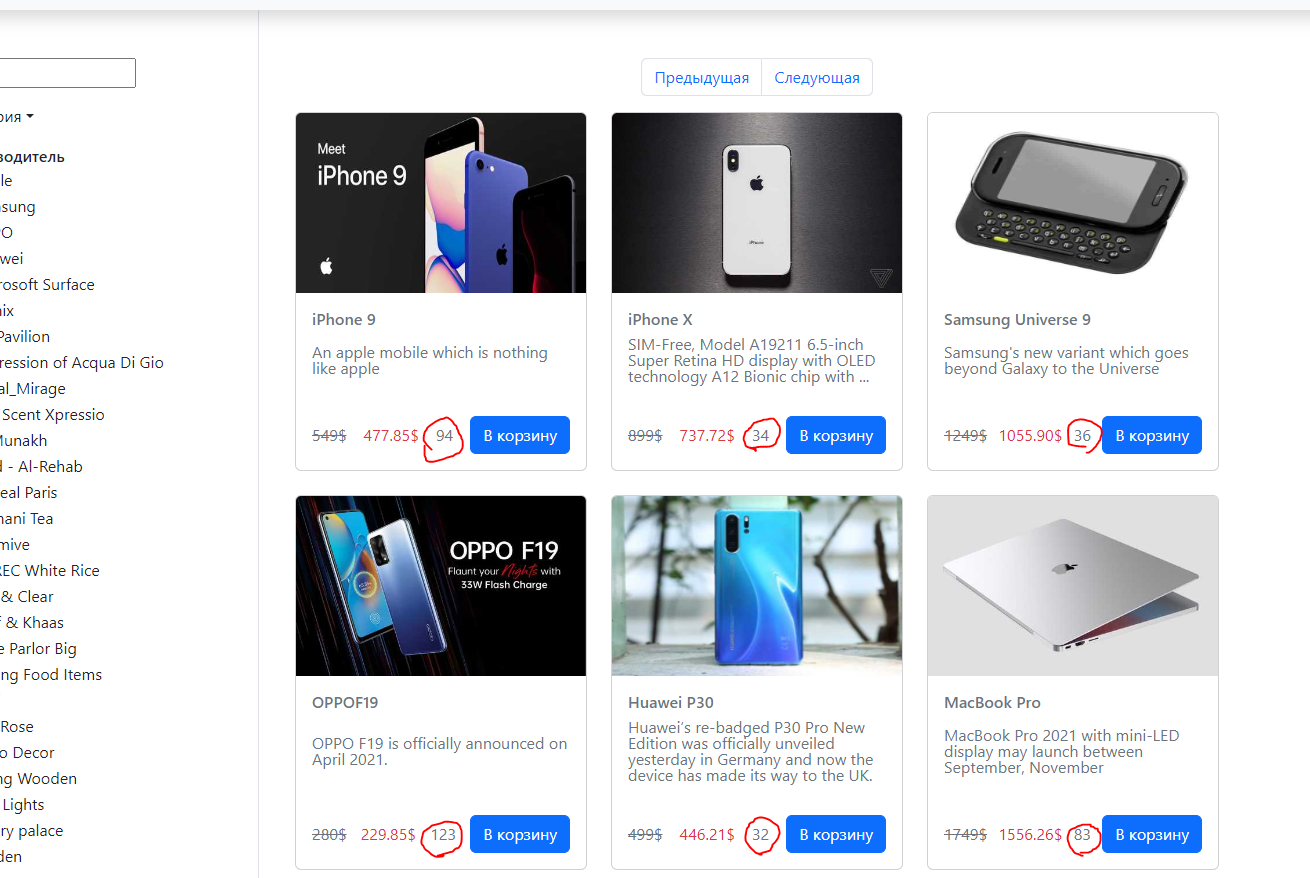 Предыдущая Следующая
рия
водитель
le
sung
O
wei
rosoft Surface
ix
Pavilion
ression of Acqua Di Gio
al_Mirage
Scent Xpressio
Munakh
d - Al-Rehab
eal Paris
ani Tea
mive
REC White Rice
& Clear
f & Khaas
e Parlor Big
ng Food Items
Rose
o Decor
ng Wooden
Lights
ry palace
den
Meet
iPhone 9
iPhone 9
An apple mobile which is nothing
like apple
549$ 477.85$ 94 В корзину
iPhone
iPhone X
SIM-Free, Model A19211 6.5-inch
Super Retina HD display with OLED
technology A12 Bionic chip with ...
899$ 737.72$ 34 В корзину
Samsung Universe 9
Samsung's new variant which goes
beyond Galaxy to the Universe
1249$ 1055.90$ 36 В корзину
OPPO F19
Flaunt your Nights with
33W Flash Charge
OPPOF19
OPPO F19 is officially announced on
April 2021.
280$ 229.85$ 123 В корзину
Huawei P30
Huawei’s re-badged P30 Pro New
Edition was officially unveiled
yesterday in Germany and now the
device has made its way to the UK.
499$ 446.21$ 32 В корзину
MacBook Pro
MacBook Pro 2021 with mini-LED
display may launch between
September, November
1749$ 1556.26$ 83 В корзину